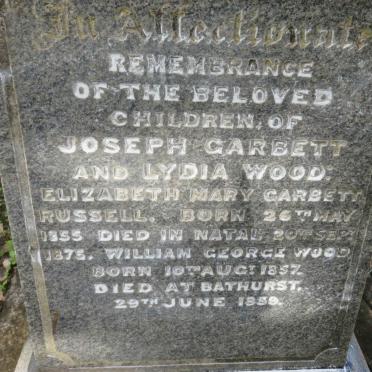 In Affectionate
REMEMBRANCE
OF THE BELOVED
CHILDREN OF
JOSEPH GARBETT
AND LYDIA WOOD.
ELIZABETH MARY GARBETT
RUSSELL. BORN 26TH MAY
1855 DIED IN NATAL 20TH SEPT
1875. WILLIAM GEORGE WOOD
BORN 10TH AUGT 1857.
DIED AT BATHURST.
29TH JUNE 1859.